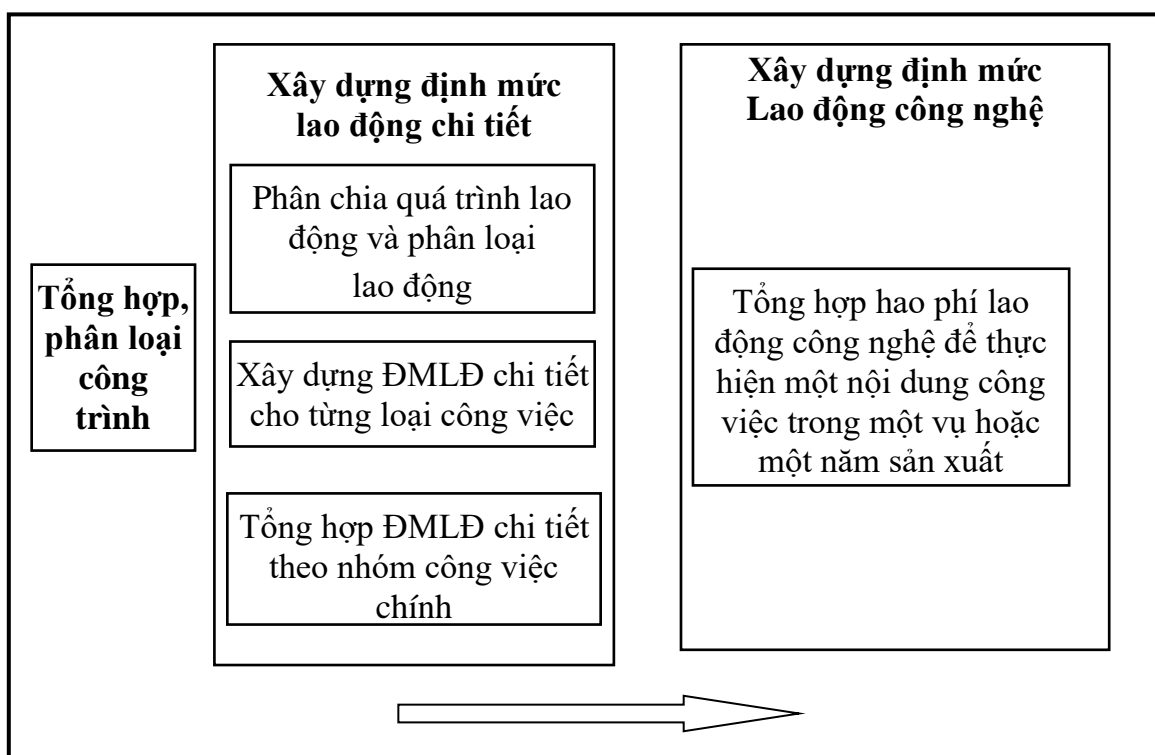 Tổng hợp,
phân loại
công
trình
Xây dựng định mức
lao động chi tiết
Phân chia quá trình lao
động và phân loại
lao động
Xây dựng ĐMLĐ chi tiết
cho từng loại công việc
Tổng hợp ĐMLĐ chi tiết
theo nhóm công việc
chính
Xây dựng định mức
Lao động công nghệ
Tổng hợp hao phí lao
động công nghệ để thực
hiện một nội dung công
việc trong một vụ hoặc
một năm sản xuất